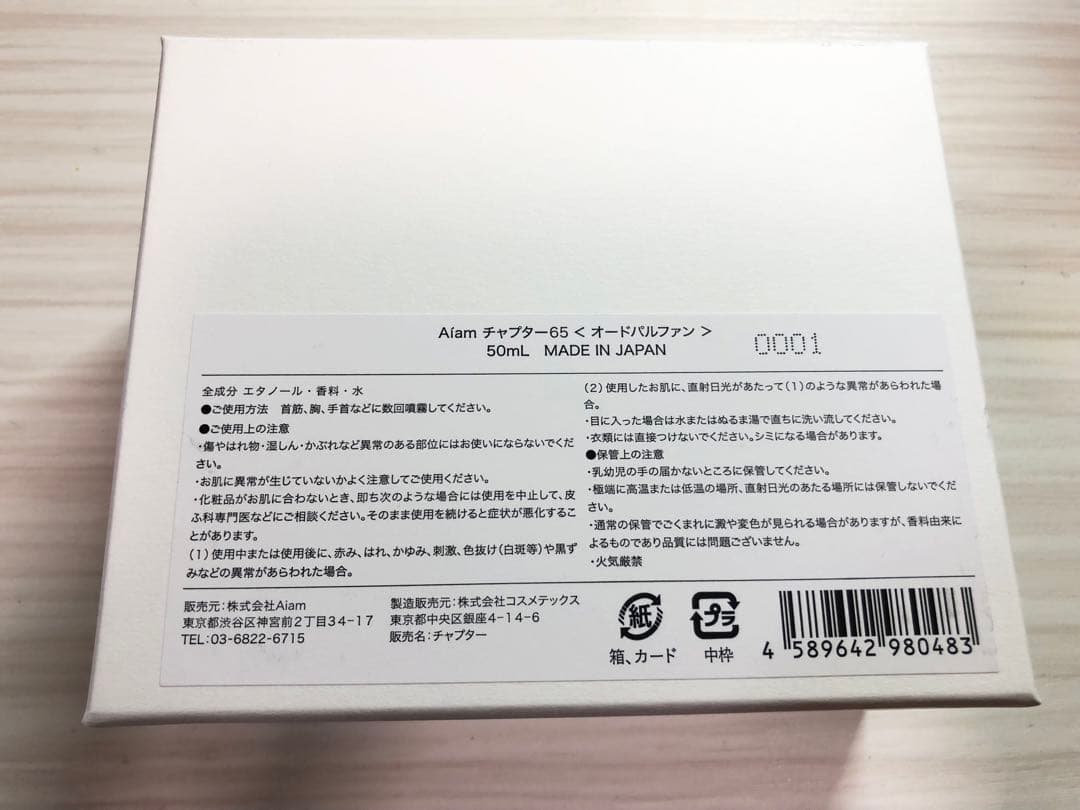 Aíam チャプター65 < オードパルファン >
50mL MADE IN JAPAN
0001
全成分 エタノール・香料・水
●ご使用方法 首筋、胸、手首などに数回噴霧してください。
●ご使用上の注意
・傷やはれ物・湿しん・かぶれなど異常のある部位にはお使いにならないでくだ
さい。
・お肌に異常が生じていないかよく注意してご使用ください。
・化粧品がお肌に合わないとき、即ち次のような場合には使用を中止して、皮
ふ科専門医などにご相談ください。そのまま使用を続けると症状が悪化するこ
とがあります。
(1)使用中または使用後に、赤み、はれ、かゆみ、刺激、色抜け(白斑等)や黒ず
みなどの異常があらわれた場合。
(2)使用したお肌に、直射日光があたって(1)のような異常があらわれた場
合。
・目に入った場合は水またはぬるま湯で直ちに洗い流してください。
・衣類には直接つけないでください。シミになる場合があります。
●保管上の注意
・乳幼児の手の届かないところに保管してください。
・極端に高温または低温の場所、直射日光のあたる場所には保管しないでくだ
さい。
・通常の保管でごくまれに澱や変色が見られる場合がありますが、香料由来に
よるものであり品質には問題ございません。
・火気厳禁
販売元:株式会社Aiam
東京都渋谷区神宮前2丁目34-17
TEL:03-6822-6715
製造販売元:株式会社コスメテックス
東京都中央区銀座4-14-6
販売名:チャプター
紙
箱、カード
プラ
中枠
4 589642 980483